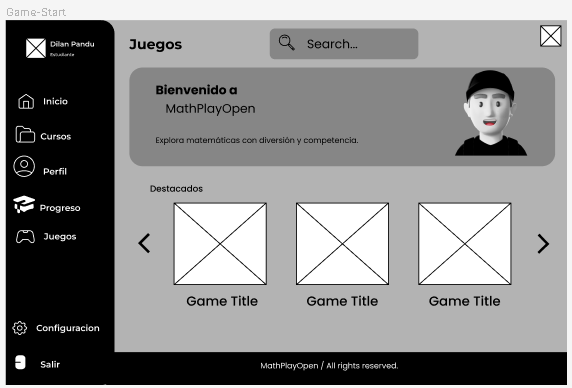 Game-Start
Dilan Pandu
Estudiante
Inicio
Cursos
Perfil
Progreso
Juegos
Configuracion
Salir
Juegos
Search...
Bienvenido a
MathPlayOpen
Explora matemáticas con diversión y competencia.
Destacados
Game Title
Game Title
Game Title
MathPlayOpen / All rights reserved.